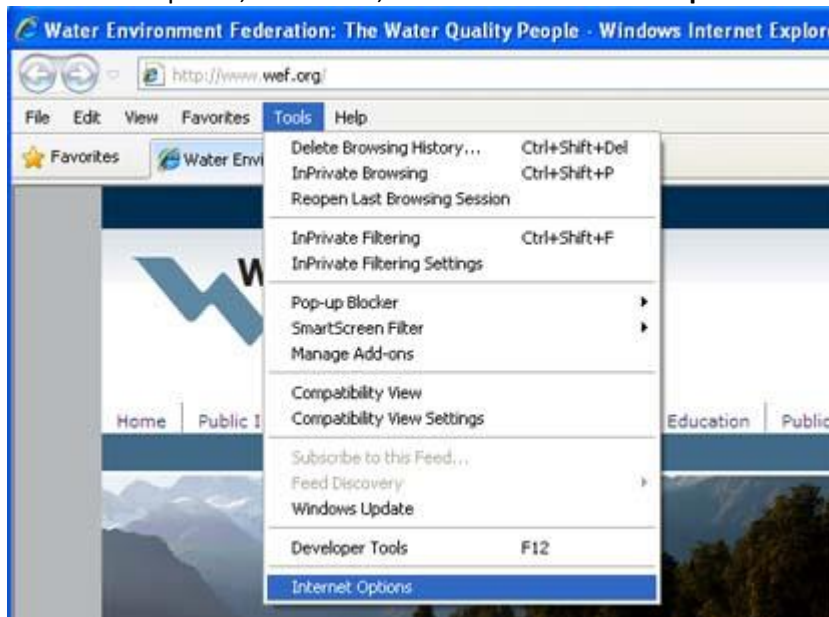 Water Environment Federation: The Water Quality People - Windows Internet Explor
http://www.wef.org/
File Edit View Favorites Tools Help
Favorites Water Envi
Delete Browsing History... Ctrl+Shift+Del
InPrivate Browsing Ctrl+Shift+P
Reopen Last Browsing Session
InPrivate Filtering Ctrl+Shift+F
InPrivate Filtering Settings
W
Pop-up Blocker
SmartScreen Filter
Manage Add-ons
Compatibility View
Compatibility View Settings
Home Public I Education Public
Subscribe to this Feed...
Feed Discovery
Windows Update
Developer Tools F12
Internet Options